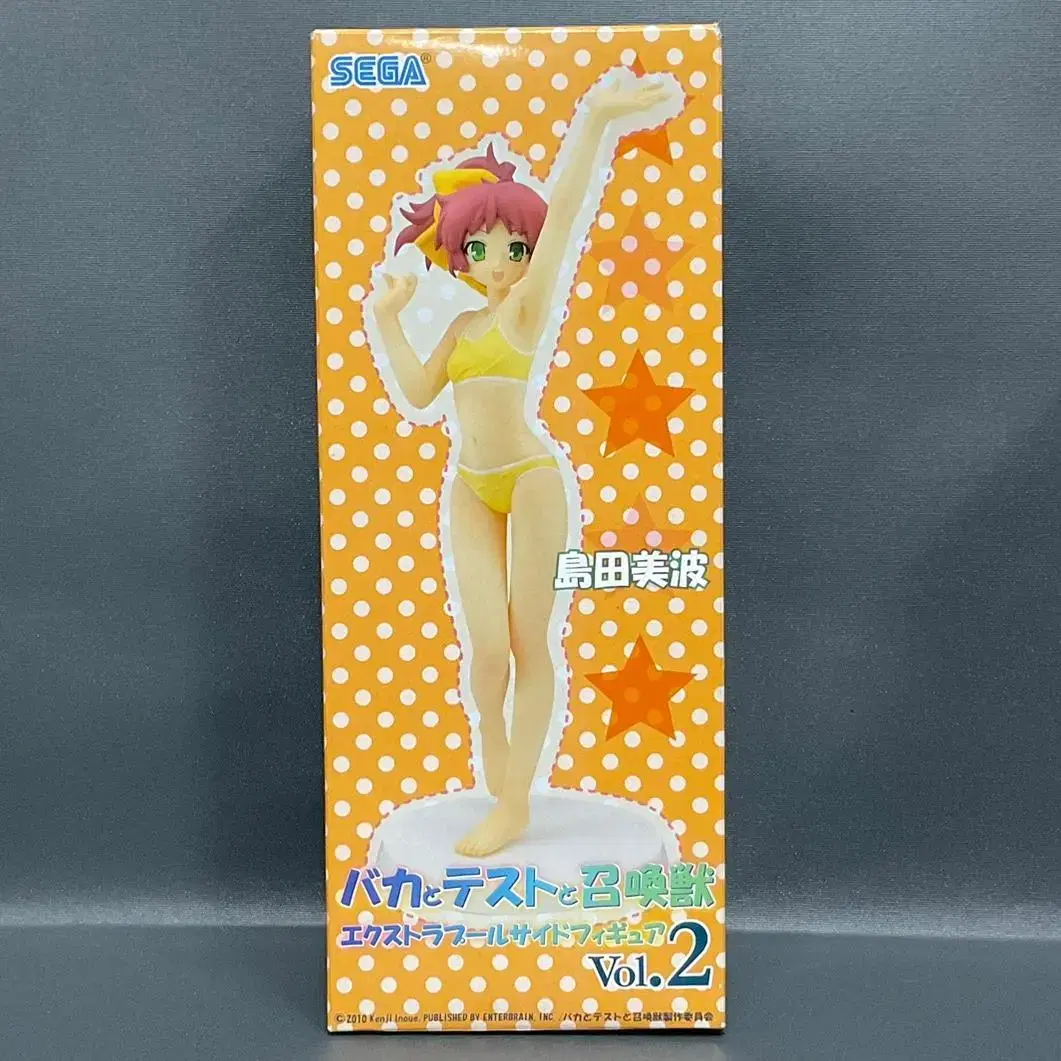 SEGA®
島田美波
バカとテストと召喚獣
エクストラプールサイドフィギュア
Vol.2
©2010 Kenji Inoue, PUBLISHED BY ENTERBRAIN, INC. /バカとテストと召喚獣製作委員会